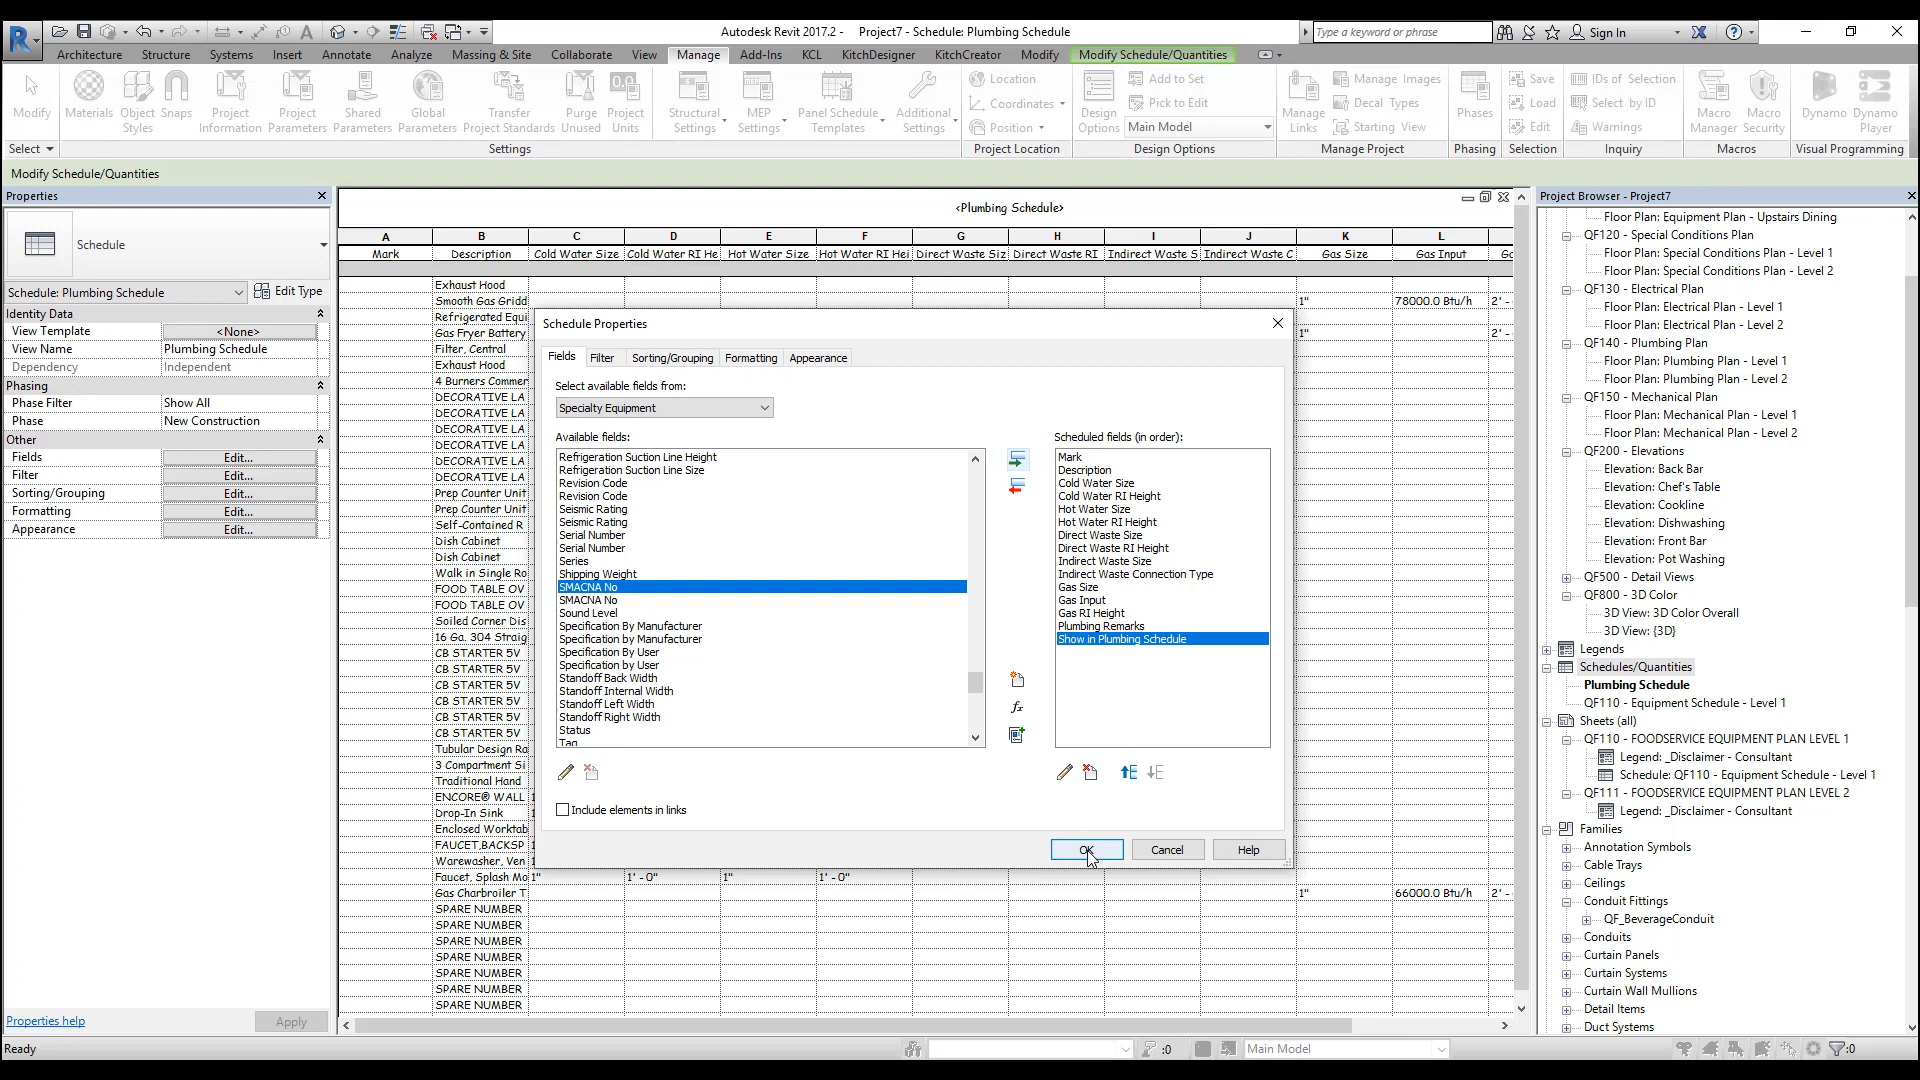 Autodesk Revit 2017.2 - Project7 - Schedule: Plumbing Schedule
Type a keyword or phrase
Sign In
Architecture Structure Systems Insert Annotate Analyze Massing & Site Collaborate View Manage Add-Ins KCL KitchDesigner KitchCreator Modify Modify Schedule/Quantities
Modify
Materials
Object Styles
Snaps
Project Information
Project Parameters
Shared Parameters
Global Parameters
Transfer Project Standards
Purge Unused
Project Units
Structural Settings
MEP Settings
Panel Schedule Templates
Additional Settings
Location
Coordinates
Position
Design Options
Add to Set
Pick to Edit
Main Model
Manage Links
Manage Images
Decal Types
Starting View
Phases
Save
Load
Edit
IDs of Selection
Select by ID
Warnings
Macro Manager
Macro Security
Dynamo
Dynamo Player
Select Settings Project Location Design Options Manage Project Phasing Selection Inquiry Macros Visual Programming
Modify Schedule/Quantities
Properties
Schedule
Schedule: Plumbing Schedule
Edit Type
Identity Data
View Template <None>
View Name Plumbing Schedule
Dependency Independent
Phasing
Phase Filter Show All
Phase New Construction
Other
Fields Edit...
Filter Edit...
Sorting/Grouping Edit...
Formatting Edit...
Appearance Edit...
Properties help
Apply
<Plumbing Schedule>
A B C D E F G H I J K L
Mark Description Cold Water Size Cold Water RI He Hot Water Size Hot Water RI Hei Direct Waste Siz Direct Waste RI Indirect Waste S Indirect Waste C Gas Size Gas Input
Exhaust Hood
Smooth Gas Gridd 1" 78000.0 Btu/h 2' -
Refrigerated Equi
Gas Fryer Battery 1" 2' -
Filter, Central
Exhaust Hood
4 Burners Commer
DECORATIVE LA
DECORATIVE LA
DECORATIVE LA
DECORATIVE LA
DECORATIVE LA
DECORATIVE LA
Prep Counter Unit
Prep Counter Unit
Self-Contained R
Dish Cabinet
Dish Cabinet
Walk in Single Ro
FOOD TABLE OV
FOOD TABLE OV
Soiled Corner Dis
16 Ga. 304 Straig
CB STARTER 5V
CB STARTER 5V
CB STARTER 5V
CB STARTER 5V
CB STARTER 5V
CB STARTER 5V
Tubular Design Ra
3 Compartment Si
Traditional Hand
ENCORE® WALL
Drop-In Sink
Enclosed Worktab
FAUCET,BACKSP
Warewasher, Ven
Faucet, Splash Mo 1" 1' - 0" 1" 1' - 0"
Gas Charbroiler T 1" 66000.0 Btu/h 2' -
SPARE NUMBER
SPARE NUMBER
SPARE NUMBER
SPARE NUMBER
SPARE NUMBER
SPARE NUMBER
SPARE NUMBER
Schedule Properties
Fields Filter Sorting/Grouping Formatting Appearance
Select available fields from:
Specialty Equipment
Available fields:
Refrigeration Suction Line Height
Refrigeration Suction Line Size
Revision Code
Revision Code
Seismic Rating
Seismic Rating
Serial Number
Serial Number
Series
Shipping Weight
SMACNA No
SMACNA No
Sound Level
Specification By Manufacturer
Specification by Manufacturer
Specification By User
Specification by User
Standoff Back Width
Standoff Internal Width
Standoff Left Width
Standoff Right Width
Status
Tag
Scheduled fields (in order):
Mark
Description
Cold Water Size
Cold Water RI Height
Hot Water Size
Hot Water RI Height
Direct Waste Size
Direct Waste RI Height
Indirect Waste Size
Indirect Waste Connection Type
Gas Size
Gas Input
Gas RI Height
Plumbing Remarks
Show in Plumbing Schedule
Include elements in links
OK Cancel Help
Project Browser - Project7
Floor Plan: Equipment Plan - Upstairs Dining
QF120 - Special Conditions Plan
Floor Plan: Special Conditions Plan - Level 1
Floor Plan: Special Conditions Plan - Level 2
QF130 - Electrical Plan
Floor Plan: Electrical Plan - Level 1
Floor Plan: Electrical Plan - Level 2
QF140 - Plumbing Plan
Floor Plan: Plumbing Plan - Level 1
Floor Plan: Plumbing Plan - Level 2
QF150 - Mechanical Plan
Floor Plan: Mechanical Plan - Level 1
Floor Plan: Mechanical Plan - Level 2
QF200 - Elevations
Elevation: Back Bar
Elevation: Chef's Table
Elevation: Cookline
Elevation: Dishwashing
Elevation: Front Bar
Elevation: Pot Washing
QF500 - Detail Views
QF800 - 3D Color
3D View: 3D Color Overall
3D View: {3D}
Legends
Schedules/Quantities
Plumbing Schedule
QF110 - Equipment Schedule - Level 1
Sheets (all)
QF110 - FOODSERVICE EQUIPMENT PLAN LEVEL 1
Legend: _Disclaimer - Consultant
Schedule: QF110 - Equipment Schedule - Level 1
QF111 - FOODSERVICE EQUIPMENT PLAN LEVEL 2
Legend: _Disclaimer - Consultant
Families
Annotation Symbols
Cable Trays
Ceilings
Conduit Fittings
QF_BeverageConduit
Conduits
Curtain Panels
Curtain Systems
Curtain Wall Mullions
Detail Items
Duct Systems
Ready
:0
Main Model
:0